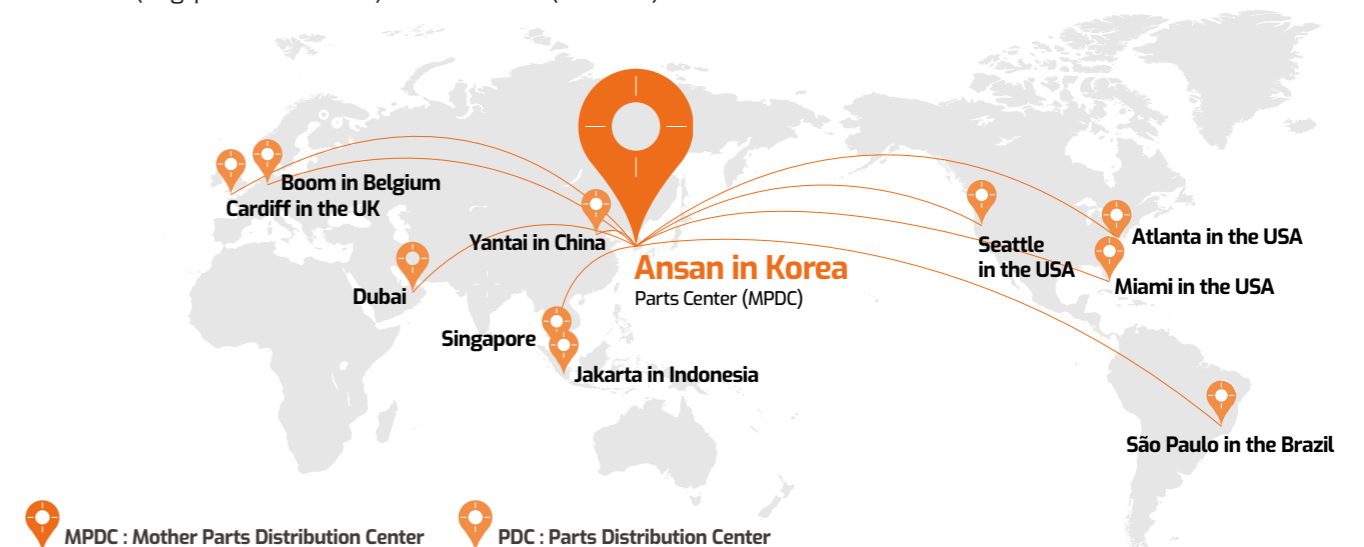 Boom in Belgium
Cardiff in the UK
Yantai in China
Dubai
Ansan in Korea
Parts Center (MPDC)
Singapore
Jakarta in Indonesia
Seattle
in the USA
Atlanta in the USA
Miami in the USA
São Paulo in the Brazil
MPDC : Mother Parts Distribution Center
PDC : Parts Distribution Center